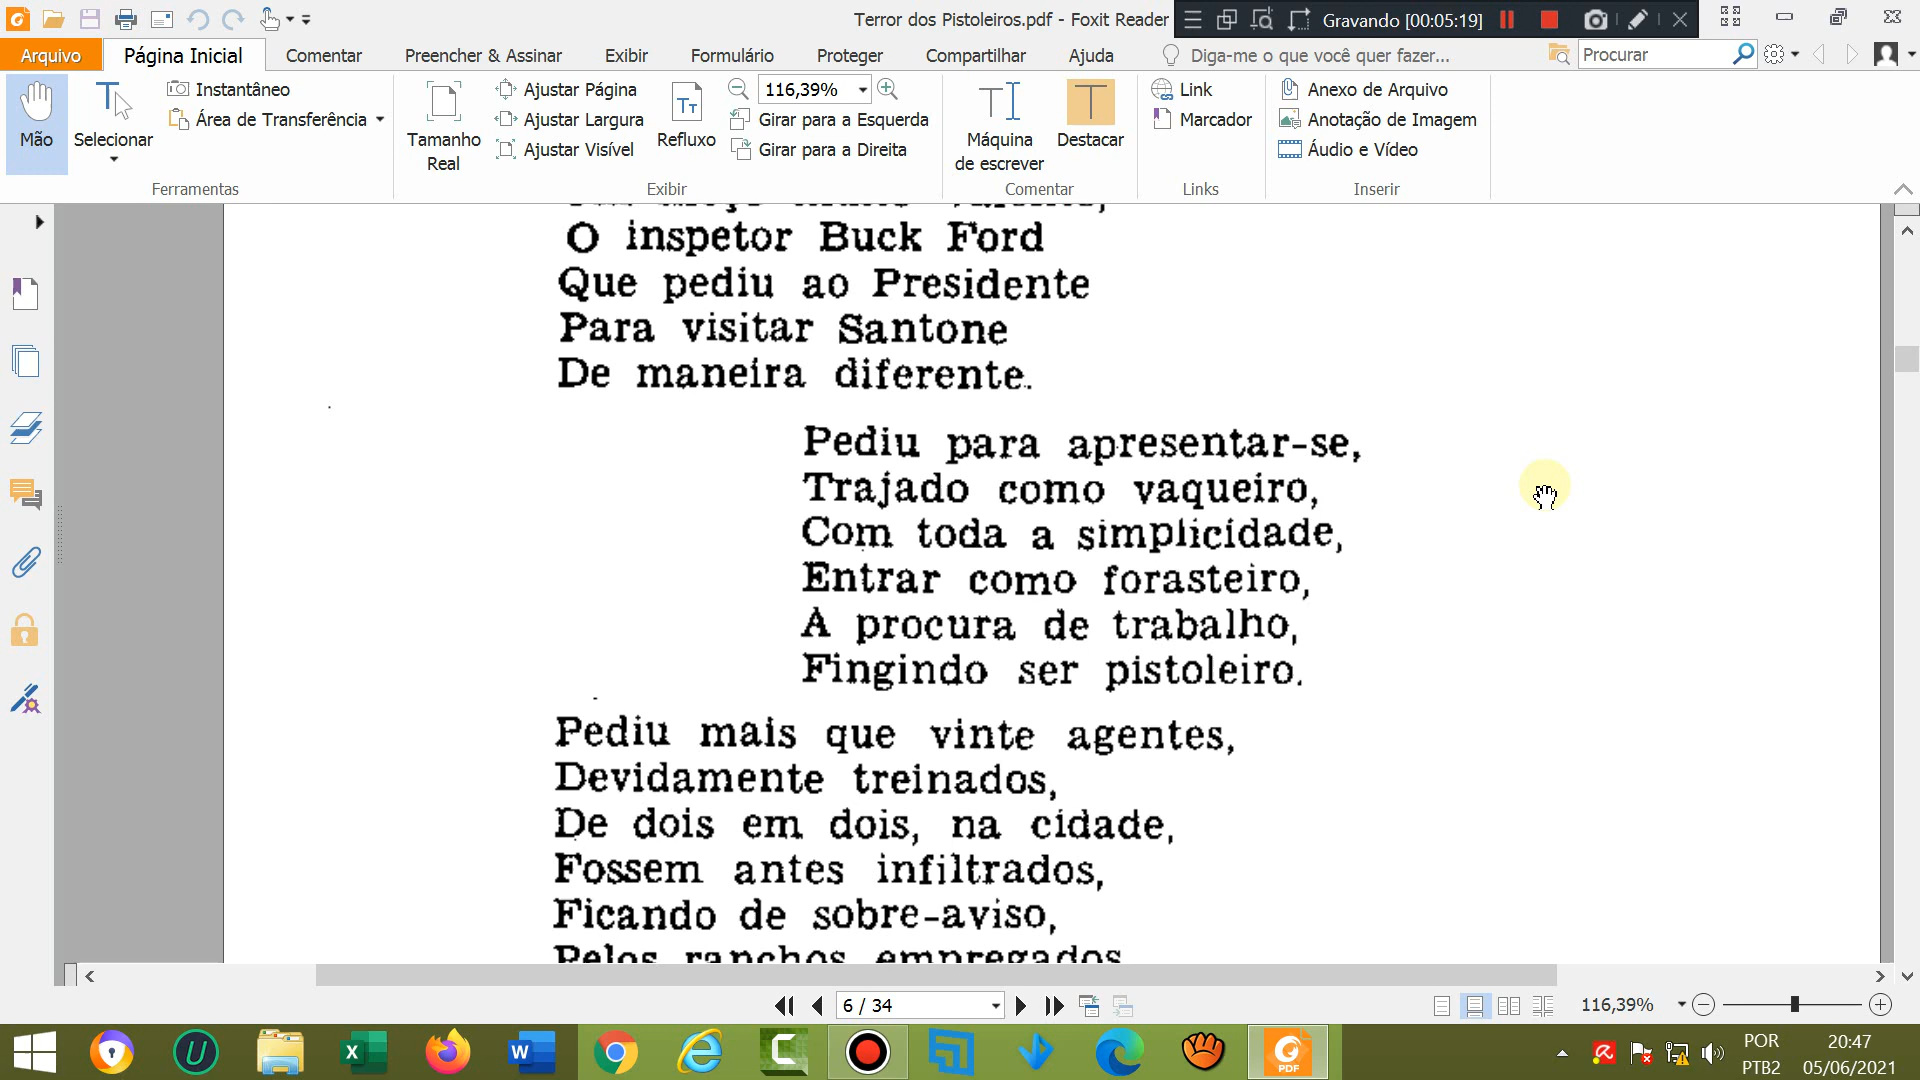 Terror dos Pistoleiros.pdf - Foxit Reader
Gravando [00:05:19]
Arquivo
Página Inicial
Comentar
Preencher & Assinar
Exibir
Formulário
Proteger
Compartilhar
Ajuda
Diga-me o que você quer fazer...
Procurar
Mão
Selecionar
Instantâneo
Área de Transferência
Ferramentas
Tamanho
Real
Ajustar Página
Ajustar Largura
Ajustar Visível
Refluxo
116,39%
Girar para a Esquerda
Girar para a Direita
Exibir
Máquina
de escrever
Destacar
Comentar
Link
Marcador
Links
Anexo de Arquivo
Anotação de Imagem
Áudio e Vídeo
Inserir
O inspetor Buck Ford
Que pediu ao Presidente
Para visitar Santone
De maneira diferente.
Pediu para apresentar-se,
Trajado como vaqueiro,
Com toda a simplicidade,
Entrar como forasteiro,
A procura de trabalho,
Fingindo ser pistoleiro.
Pediu mais que vinte agentes,
Devidamente treinados,
De dois em dois, na cidade,
Fossem antes infiltrados,
Ficando de sobre-aviso,
Pelos ranchos empregados
6 / 34
116,39%
POR
PTB2
20:47
05/06/2021